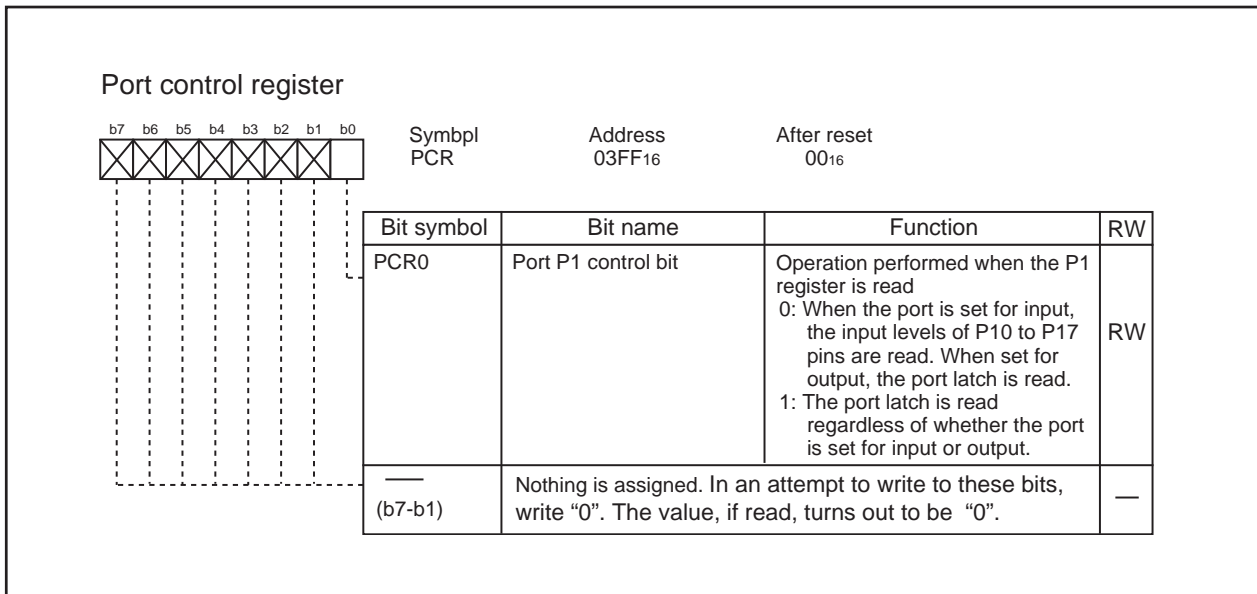 Port control register
b7 b6 b5 b4 b3 b2 b1 b0
Symbpl Address After reset
PCR 03FF16 0016
Bit symbol Bit name Function RW
PCR0 Port P1 control bit Operation performed when the P1
register is read
0: When the port is set for input,
the input levels of P10 to P17
pins are read. When set for
output, the port latch is read.
1: The port latch is read
regardless of whether the port
is set for input or output.
RW
(b7-b1)
Nothing is assigned. In an attempt to write to these bits,
write “0”. The value, if read, turns out to be “0”.
—